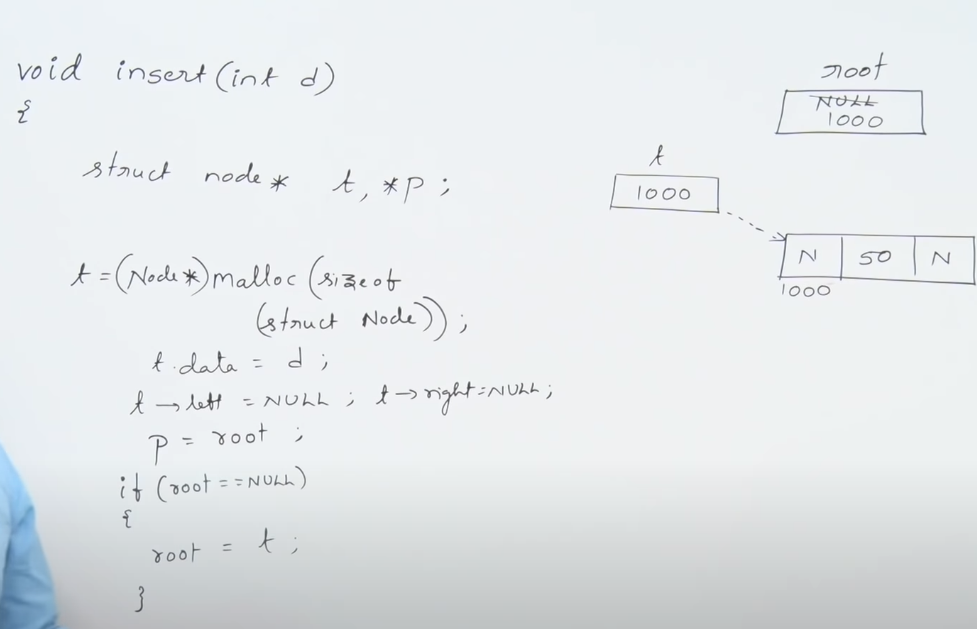 void insert(int d)
{
struct node* t, *p;
t=(Node*)malloc(sizeof
(struct Node));
t.data = d;
t→left = NULL; t→right=NULL;
p = root;
if (root==NULL)
{
root = t;
}
root
NULL
1000
t
1000
N 50 N
1000